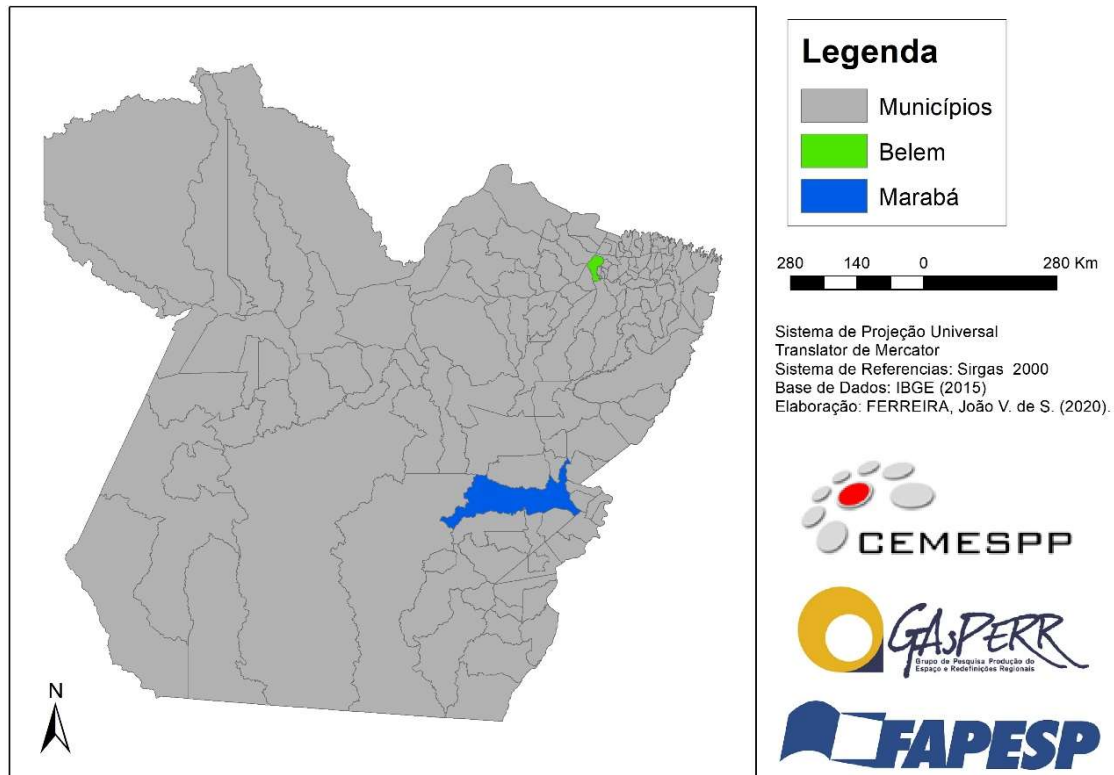 Legenda
Municípios
Belem
Marabá
280 140 0 280 Km
Sistema de Projeção Universal
Translator de Mercator
Sistema de Referencias: Sirgas 2000
Base de Dados: IBGE (2015)
Elaboração: FERREIRA, João V. de S. (2020).
CEMESPP
GAsPERR
Grupo de Pesquisa Produção do
Espaço e Redefinições Regionais
FAPESP
N